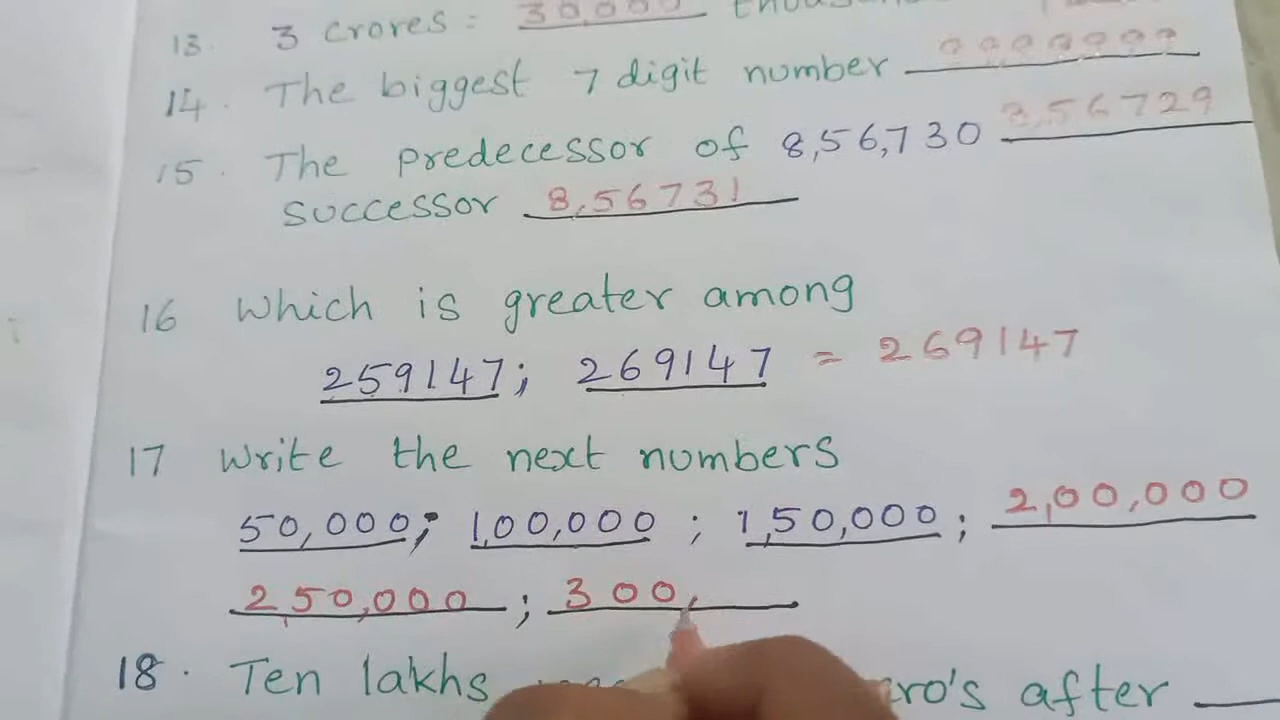 13. 3 crores = 30,000
14. The biggest 7 digit number 9999999
15. The predecessor of 8,56,730 8,56729
successor 8,56731
16 Which is greater among
259147; 269147 = 269147
17 Write the next numbers
50,000; 1,00,000; 1,50,000; 2,00,000
2,50,000; 300,
18. Ten lakhs after